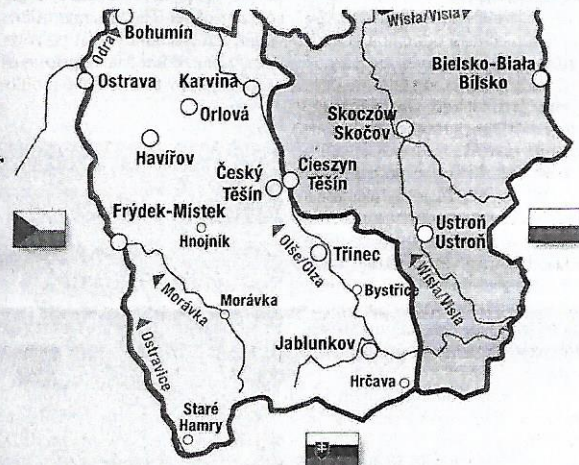 Wisła/Visla
Bohumín
Odra
Bielsko-Biała
Bílsko
Ostrava
Karviná
Orlová
Skoczów
Skočov
Havířov
Český
Těšín
Cieszyn
Těšín
Frýdek-Místek
Hnojník
Ustroń
Ustroň
Olše/Olza
Třinec
Wisła/Visla
Morávka
Morávka
Bystřice
Ostravice
Jablunkov
Hrčava
Staré
Hamry